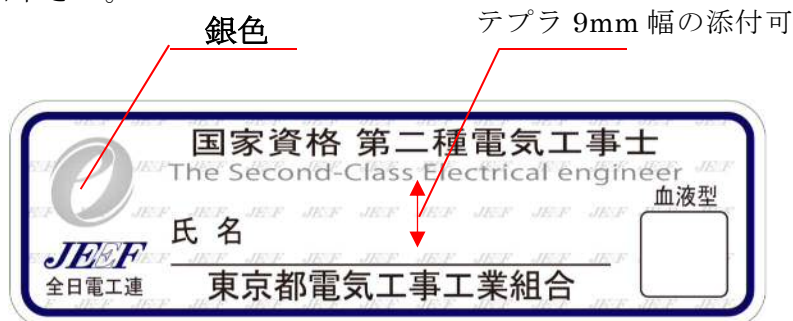 銀色
テプラ 9mm 幅の添付可
国家資格 第二種電気工事士
The Second-Class Electrical engineer
血液型
氏 名
JEEF
全日電工連
東京都電気工事工業組合